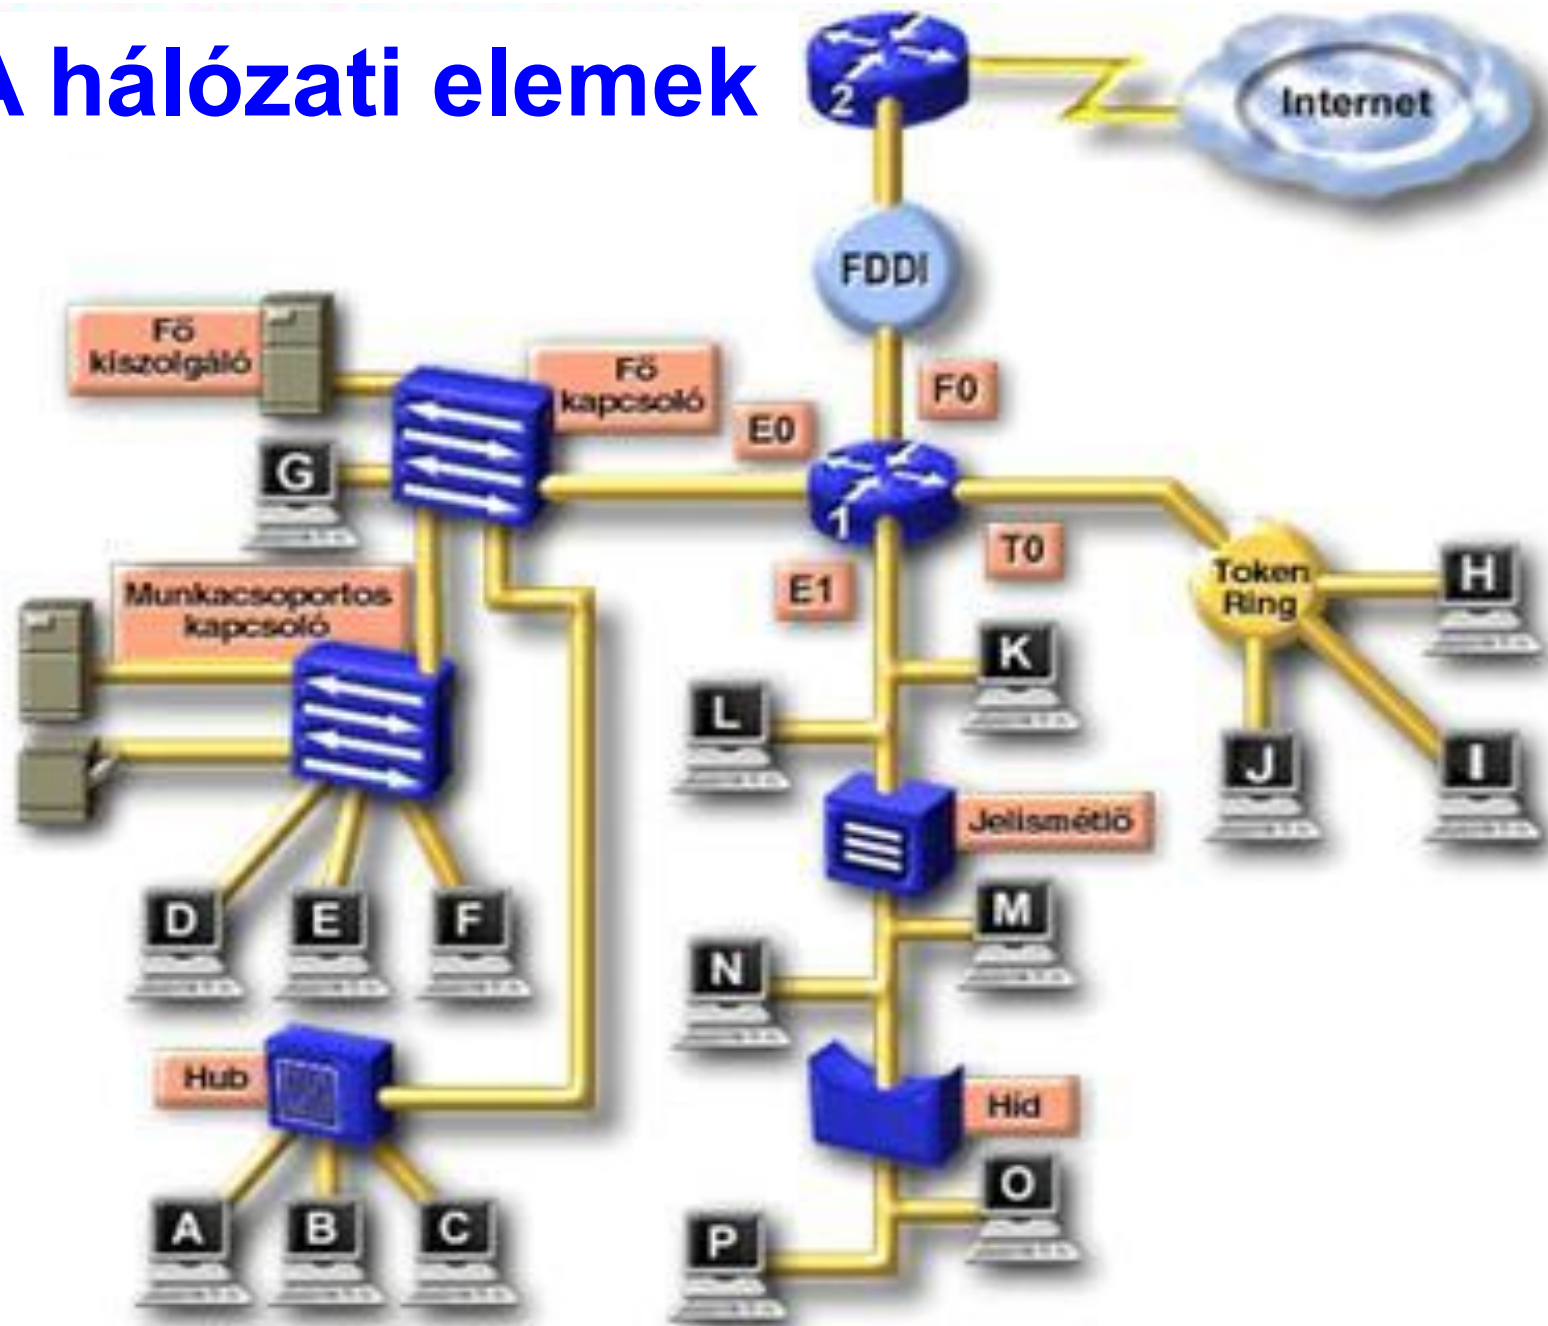 A hálózati elemek
2
Internet
FDDI
Fő
kiszolgáló
Fő
kapcsoló
F0
E0
G
1
T0
E1
Munkacsoportos
kapcsoló
Token
Ring
H
K
L
J
I
Jelismétlő
D
E
F
M
N
Hub
Híd
A
B
C
O
P